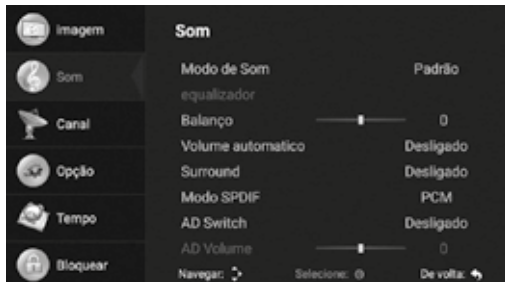 Imagem
Som
Canal
Opção
Tempo
Bloquear
Som
Modo de Som Padrão
equalizador
Balanço 0
Volume automatico Desligado
Surround Desligado
Modo SPDIF PCM
AD Switch Desligado
AD Volume 0
Navegar: Selecione: De volta: